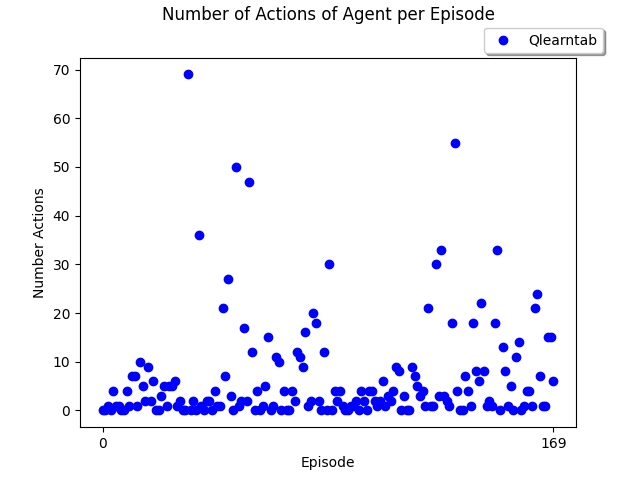 Number of Actions of Agent per Episode
Qlearntab
70
60
50
40
30
20
10
0
Number Actions
0 169
Episode